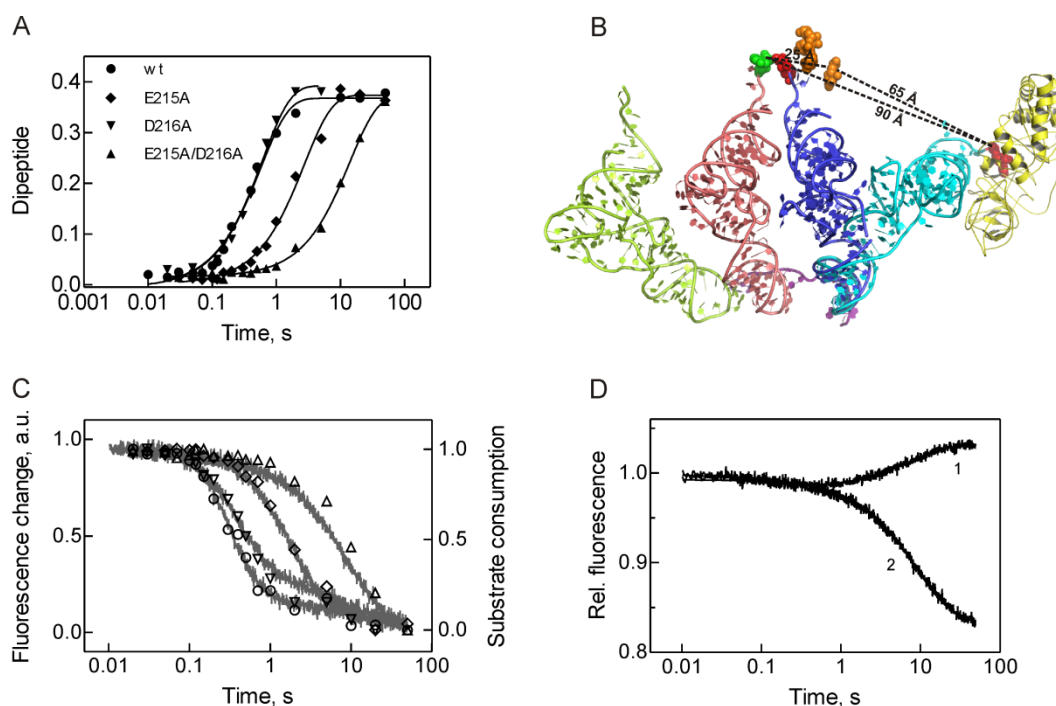 A
Dipeptide
0.4
0.3
0.2
0.1
0.0
wt
E215A
D216A
E215A/D216A
0.001 0.01 0.1 1 10 100
Time, s
B
25 Å
65 Å
90 Å
C
Fluorescence change, a.u.
1.0
0.5
0.0
1.0
0.5
0.0
Substrate consumption
0.01 0.1 1 10 100
Time, s
D
Rel. fluorescence
1.0
0.9
0.8
1
2
0.01 0.1 1 10 100
Time, s